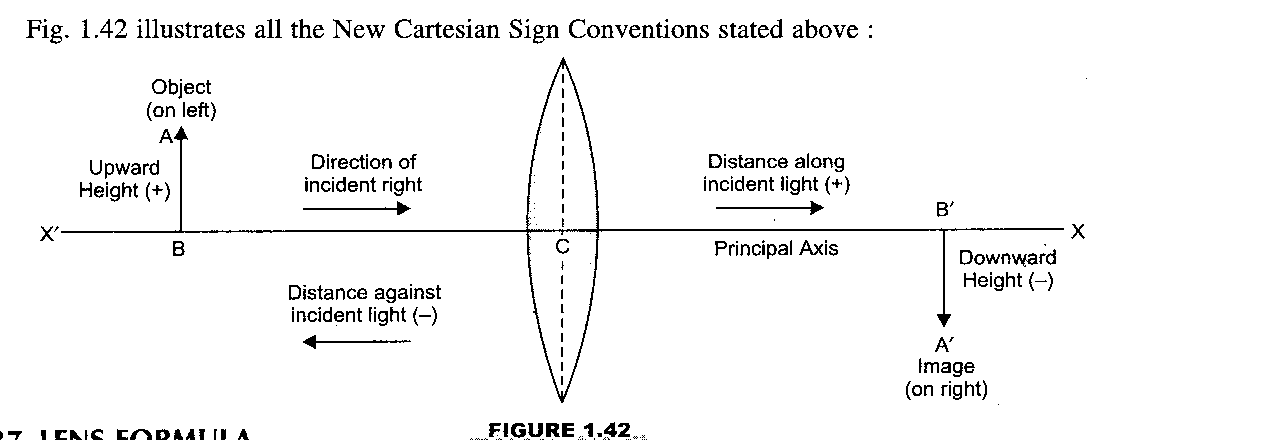 Fig. 1.42 illustrates all the New Cartesian Sign Conventions stated above :
Object
(on left)
A
Upward
Height (+)
Direction of
incident right
Distance along
incident light (+)
B′
X′
B
C
Principal Axis
X
Downward
Height (–)
Distance against
incident light (–)
A′
Image
(on right)
FIGURE 1.42
LENS FORMULA